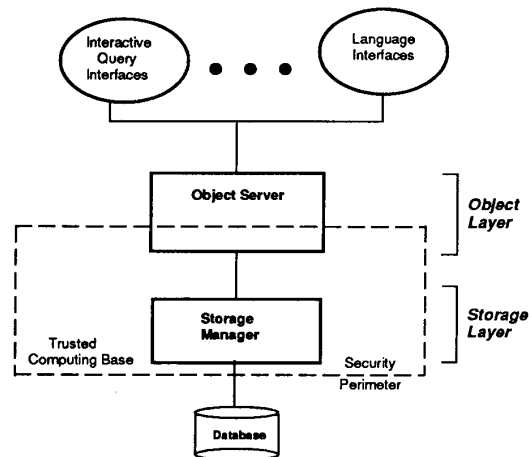 Interactive
Query
Interfaces
Language
Interfaces
Object Server
Object
Layer
Storage
Manager
Storage
Layer
Trusted
Computing Base
Security
Perimeter
Database